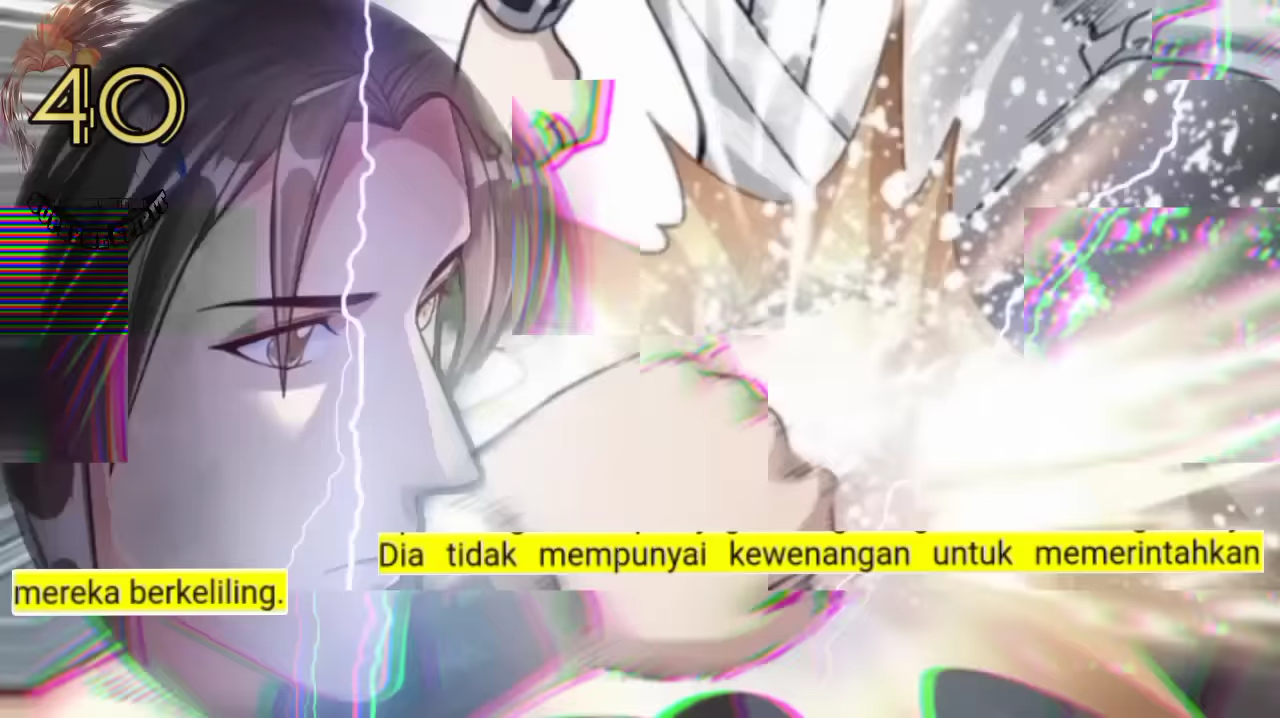 40
Dia tidak mempunyai kewenangan untuk memerintahkan
mereka berkeliling.